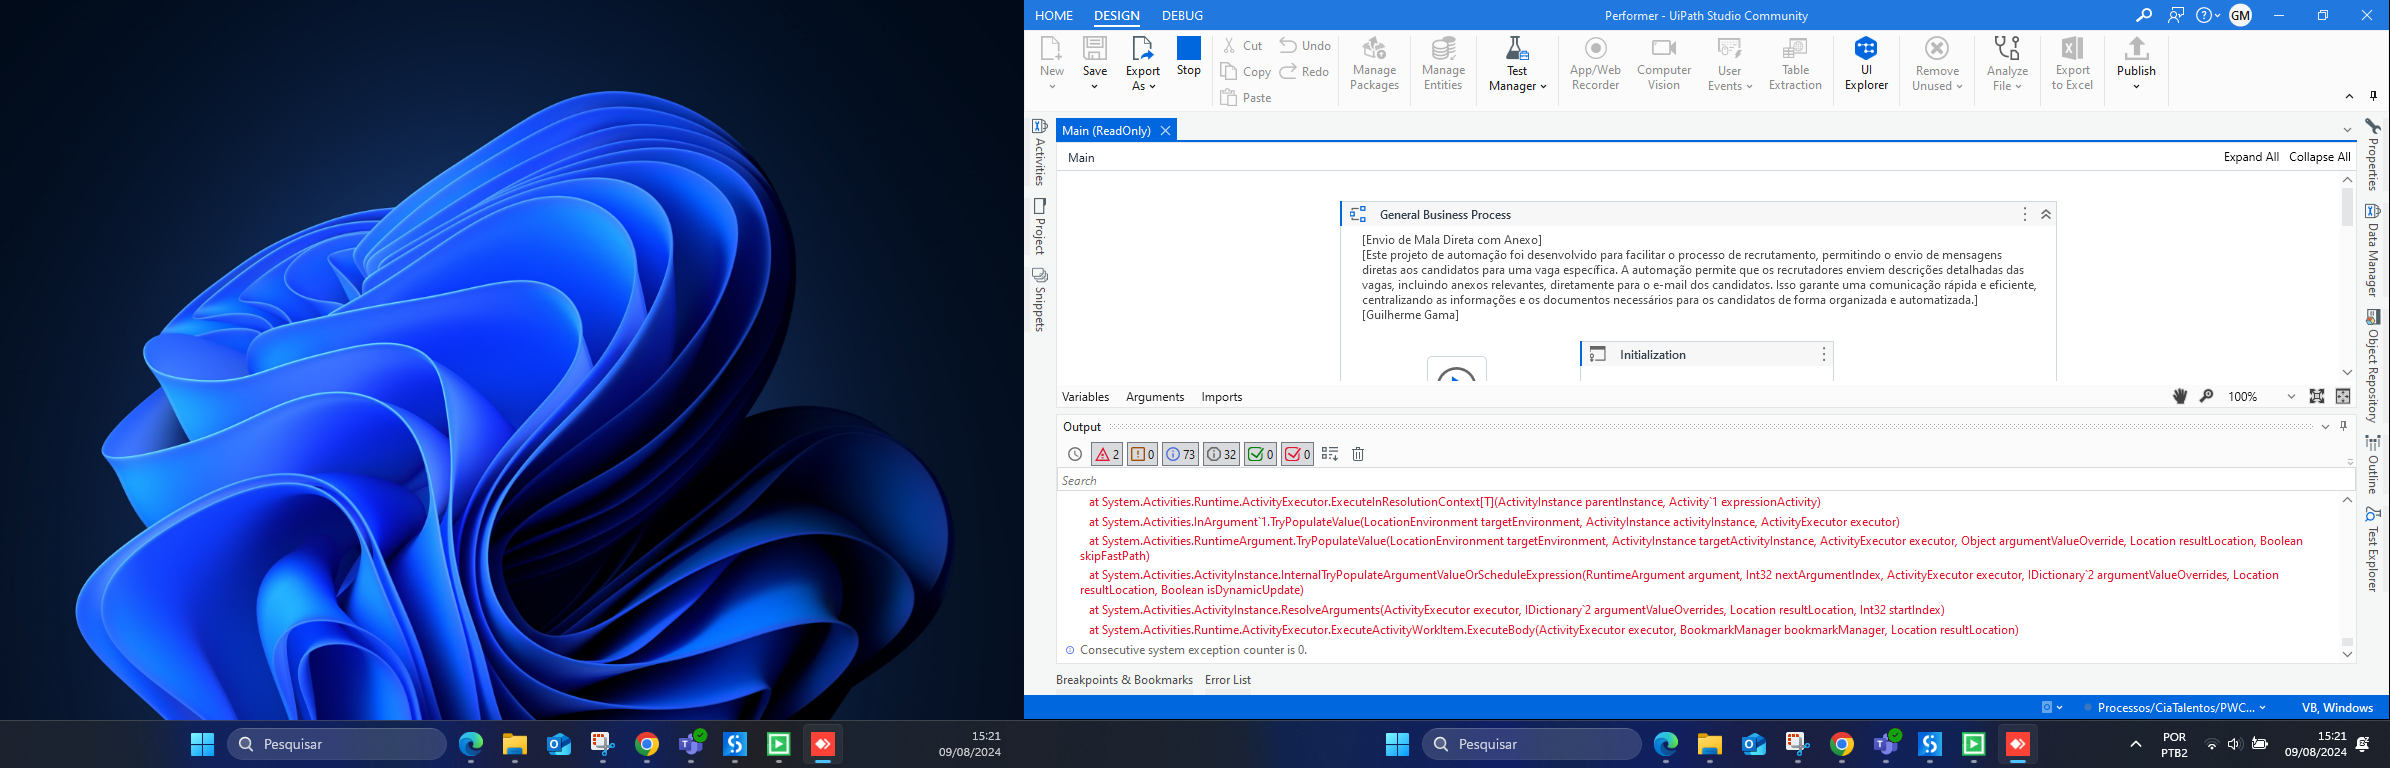 HOME DESIGN DEBUG
Performer - UiPath Studio Community
GM
New
Save
Export As
Stop
Cut
Copy
Paste
Undo
Redo
Manage Packages
Manage Entities
Test Manager
App/Web Recorder
Computer Vision
User Events
Table Extraction
UI Explorer
Remove Unused
Analyze File
Export to Excel
Publish
Activities
Project
Snippets
Main (ReadOnly)
Main
Expand All Collapse All
General Business Process
[Envio de Mala Direta com Anexo]
[Este projeto de automação foi desenvolvido para facilitar o processo de recrutamento, permitindo o envio de mensagens
diretas aos candidatos para uma vaga específica. A automação permite que os recrutadores enviem descrições detalhadas das
vagas, incluindo anexos relevantes, diretamente para o e-mail dos candidatos. Isso garante uma comunicação rápida e eficiente,
centralizando as informações e os documentos necessários para os candidatos de forma organizada e automatizada.]
[Guilherme Gama]
Initialization
Variables Arguments Imports
100%
Properties
Data Manager
Object Repository
Outline
Test Explorer
Output
2 0 73 32 0 0
Search
at System.Activities.Runtime.ActivityExecutor.ExecuteInResolutionContext[T](ActivityInstance parentInstance, Activity`1 expressionActivity)
at System.Activities.InArgument`1.TryPopulateValue(LocationEnvironment targetEnvironment, ActivityInstance activityInstance, ActivityExecutor executor)
at System.Activities.RuntimeArgument.TryPopulateValue(LocationEnvironment targetEnvironment, ActivityInstance targetActivityInstance, ActivityExecutor executor, Object argumentValueOverride, Location resultLocation, Boolean
skipFastPath)
at System.Activities.ActivityInstance.InternalTryPopulateArgumentValueOrScheduleExpression(RuntimeArgument argument, Int32 nextArgumentIndex, ActivityExecutor executor, IDictionary`2 argumentValueOverrides, Location
resultLocation, Boolean isDynamicUpdate)
at System.Activities.ActivityInstance.ResolveArguments(ActivityExecutor executor, IDictionary`2 argumentValueOverrides, Location resultLocation, Int32 startIndex)
at System.Activities.Runtime.ActivityExecutor.ExecuteActivityWorkItem.ExecuteBody(ActivityExecutor executor, BookmarkManager bookmarkManager, Location resultLocation)
Consecutive system exception counter is 0.
Breakpoints & Bookmarks Error List
Processos/CiaTalentos/PWC... VB, Windows
Pesquisar
15:21
09/08/2024
Pesquisar
POR
PTB2
15:21
09/08/2024